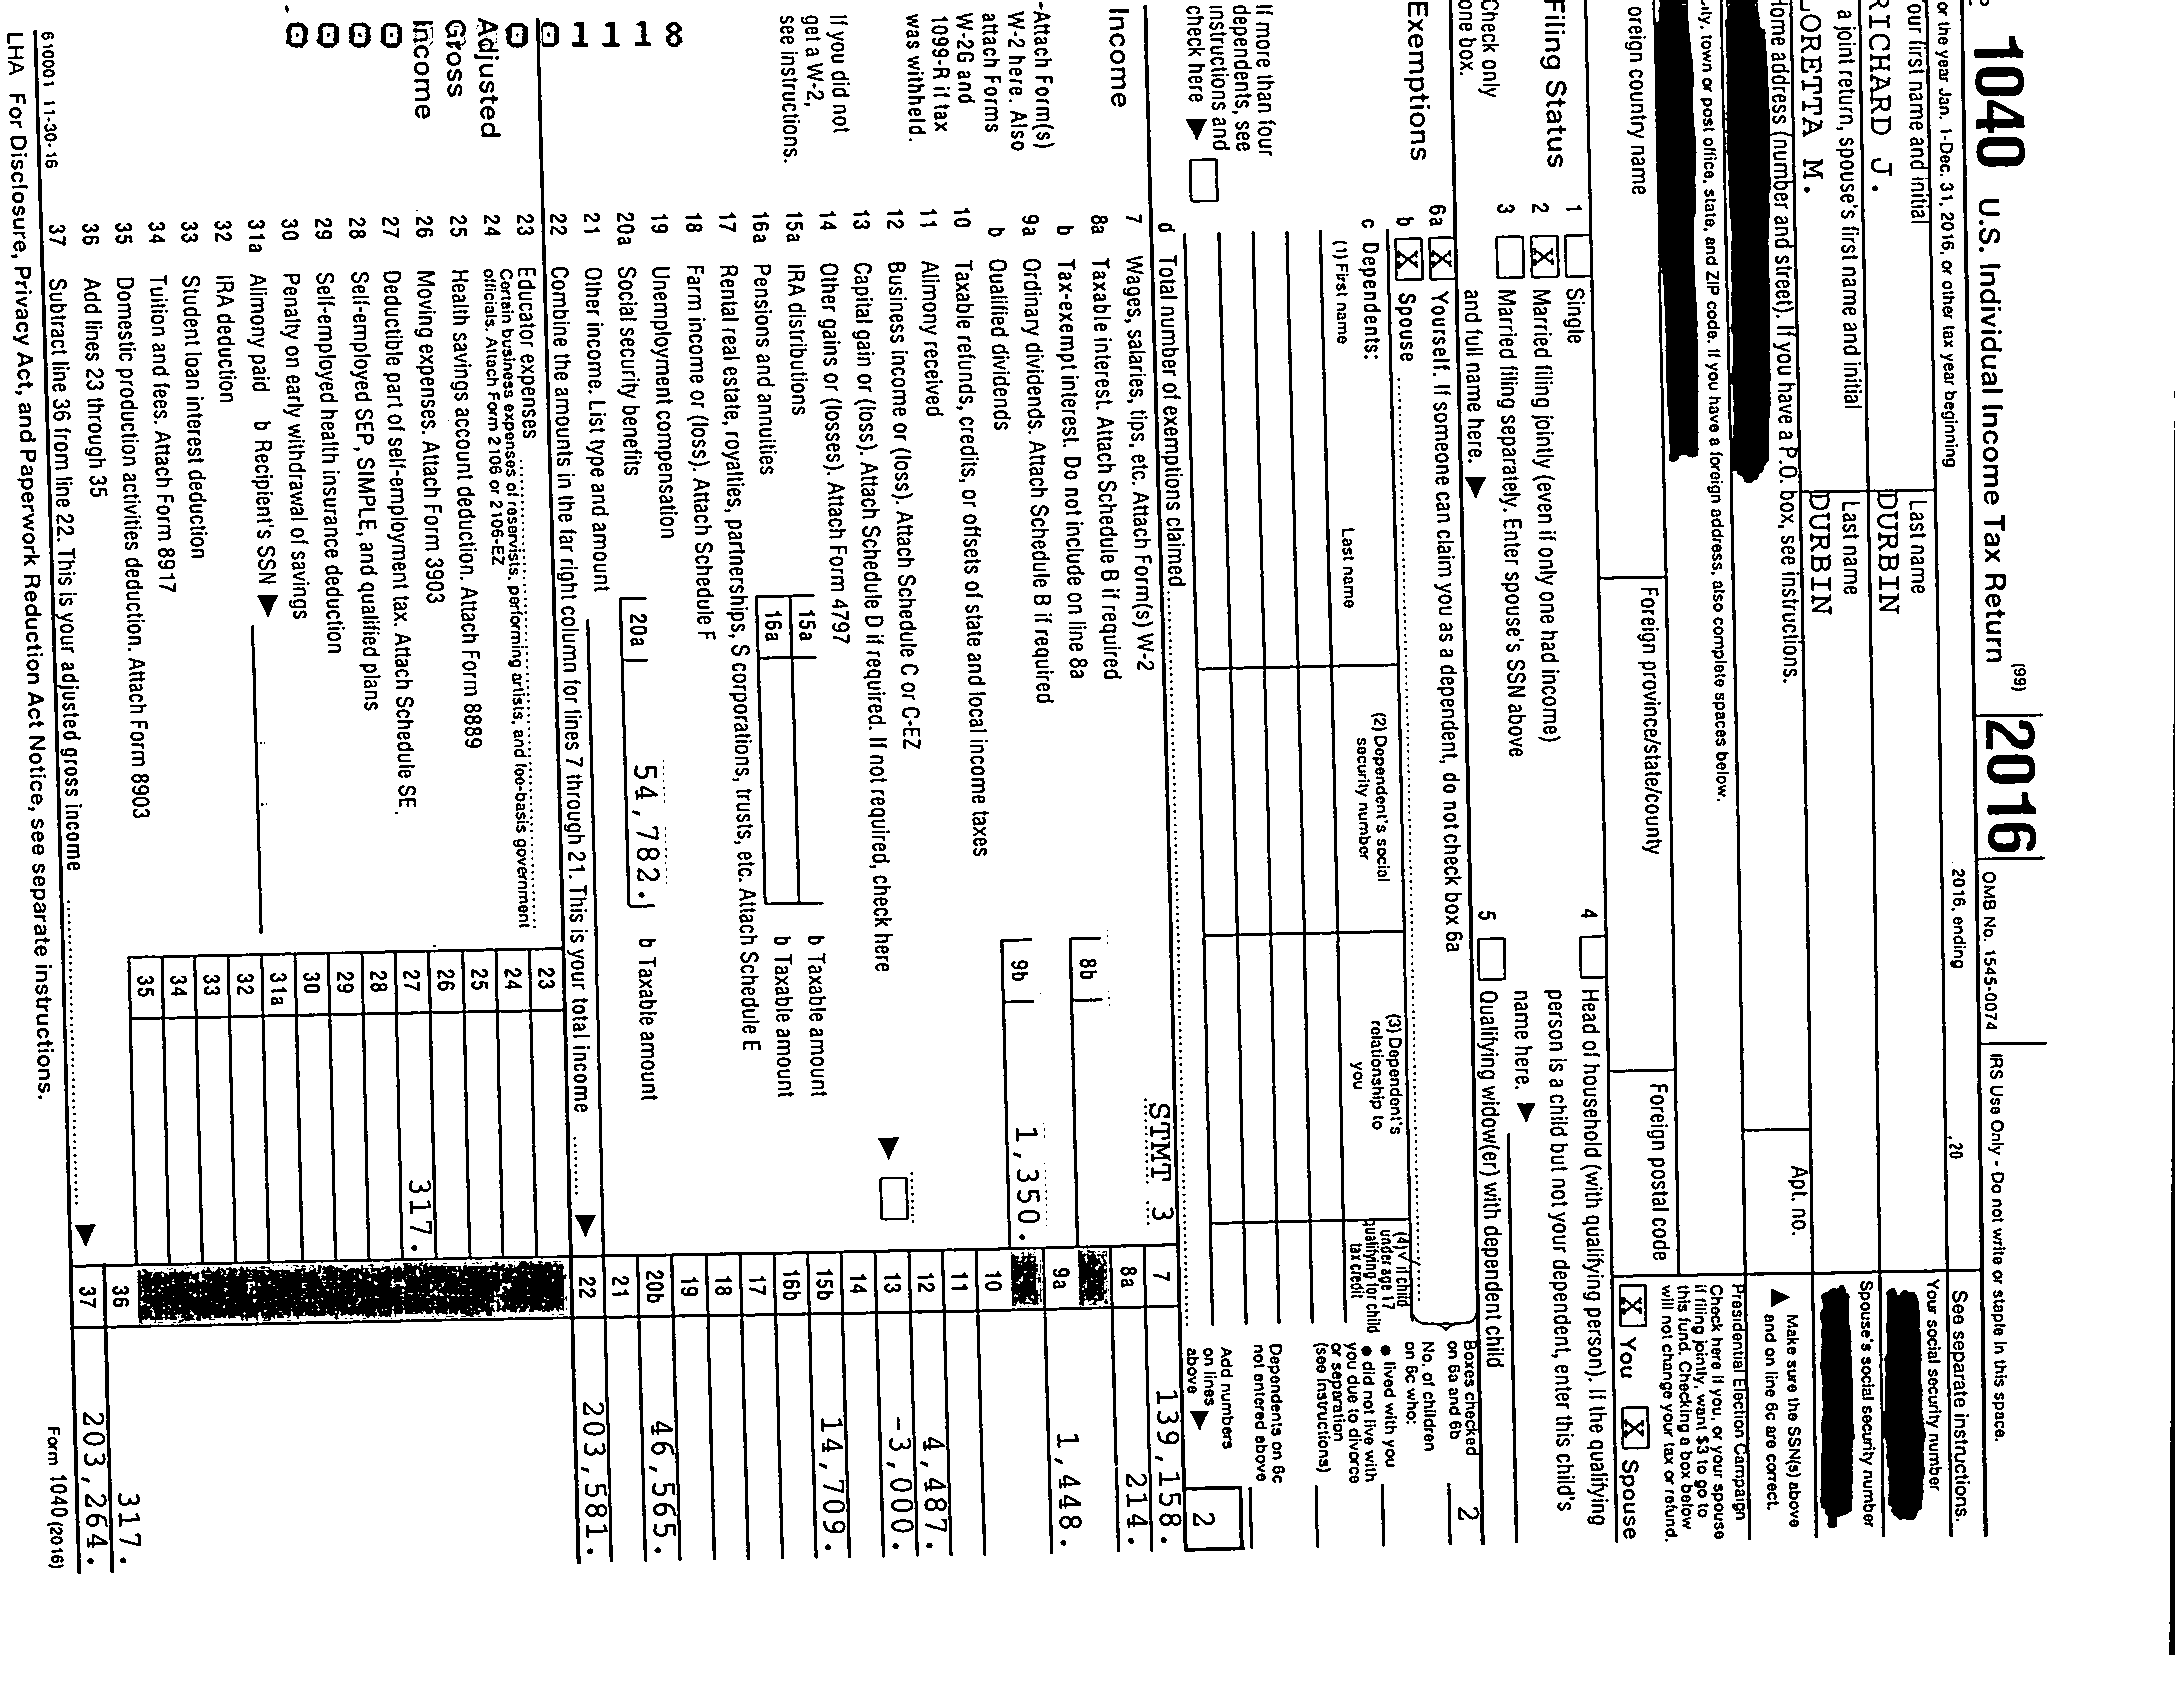 1040 U.S. Individual Income Tax Return (99) 2016 OMB No. 1545-0074 IRS Use Only - Do not write or staple in this space.
or the year Jan. 1-Dec. 31, 2016, or other tax year beginning 2016, ending ,20 See separate instructions.
our first name and initial Last name Your social security number
RICHARD J. DURBIN
a joint return, spouse's first name and initial Last name Spouse's social security number
LORETTA M. DURBIN
Home address (number and street). If you have a P.O. box, see instructions. Apt. no. Make sure the SSN(s) above
and on line 6c are correct.
ity, town or post office, state, and ZIP code. If you have a foreign address, also complete spaces below. Presidential Election Campaign
Check here if you, or your spouse
if filing jointly, want $3 to go to
this fund. Checking a box below
will not change your tax or refund.
oreign country name Foreign province/state/county Foreign postal code X You X Spouse
Filing Status 1 Single 4 Head of household (with qualifying person). If the qualifying
2 X Married filing jointly (even if only one had income) person is a child but not your dependent, enter this child's
Check only 3 Married filing separately. Enter spouse's SSN above name here.
one box. and full name here. 5 Qualifying widow(er) with dependent child
Exemptions 6a X Yourself. If someone can claim you as a dependent, do not check box 6a
b X Spouse
Boxes checked on 6a and 6b 2
c Dependents: (2) Dependent's social security number (3) Dependent's relationship to you (4) √ if child under age 17 qualifying for child tax credit
(1) First name Last name
No. of children
on 6c who:
● lived with you
● did not live with
you due to divorce
or separation
(see instructions)
If more than four
dependents, see
instructions and
check here
Dependents on 6c
not entered above
d Total number of exemptions claimed
Add numbers
on lines
above 2
Income 7 Wages, salaries, tips, etc. Attach Form(s) W-2 STMT 3 7 139,158.
8a Taxable interest. Attach Schedule B if required 8a 214.
b Tax-exempt interest. Do not include on line 8a 8b
Attach Form(s)
W-2 here. Also
attach Forms
W-2G and
1099-R if tax
was withheld.
9a Ordinary dividends. Attach Schedule B if required 9a 1,448.
b Qualified dividends 9b 1,350.
10 Taxable refunds, credits, or offsets of state and local income taxes 10
11 Alimony received 11
12 Business income or (loss). Attach Schedule C or C-EZ 12 4,487.
13 Capital gain or (loss). Attach Schedule D if required. If not required, check here 13 -3,000.
14 Other gains or (losses). Attach Form 4797 14
If you did not
get a W-2,
see instructions.
15a IRA distributions 15a b Taxable amount 15b 14,709.
16a Pensions and annuities 16a b Taxable amount 16b
17 Rental real estate, royalties, partnerships, S corporations, trusts, etc. Attach Schedule E 17
18 Farm income or (loss). Attach Schedule F 18
19 Unemployment compensation 19
20a Social security benefits 20a 54,782. b Taxable amount 20b 46,565.
21 Other income. List type and amount 21
22 Combine the amounts in the far right column for lines 7 through 21. This is your total income 22 203,581.
00001118
Adjusted
Gross
Income
23 Educator expenses 23
24 Certain business expenses of reservists, performing artists, and fee-basis government
officials. Attach Form 2106 or 2106-EZ 24
25 Health savings account deduction. Attach Form 8889 25
26 Moving expenses. Attach Form 3903 26
27 Deductible part of self-employment tax. Attach Schedule SE. 27 317.
28 Self-employed SEP, SIMPLE, and qualified plans 28
29 Self-employed health insurance deduction 29
30 Penalty on early withdrawal of savings 30
31a Alimony paid b Recipient's SSN 31a
32 IRA deduction 32
33 Student loan interest deduction 33
34 Tuition and fees. Attach Form 8917 34
35 Domestic production activities deduction. Attach Form 8903 35
36 Add lines 23 through 35 36 317.
37 Subtract line 36 from line 22. This is your adjusted gross income 37 203,264.
610001 11-30-16
LHA For Disclosure, Privacy Act, and Paperwork Reduction Act Notice, see separate instructions. Form 1040 (2016)